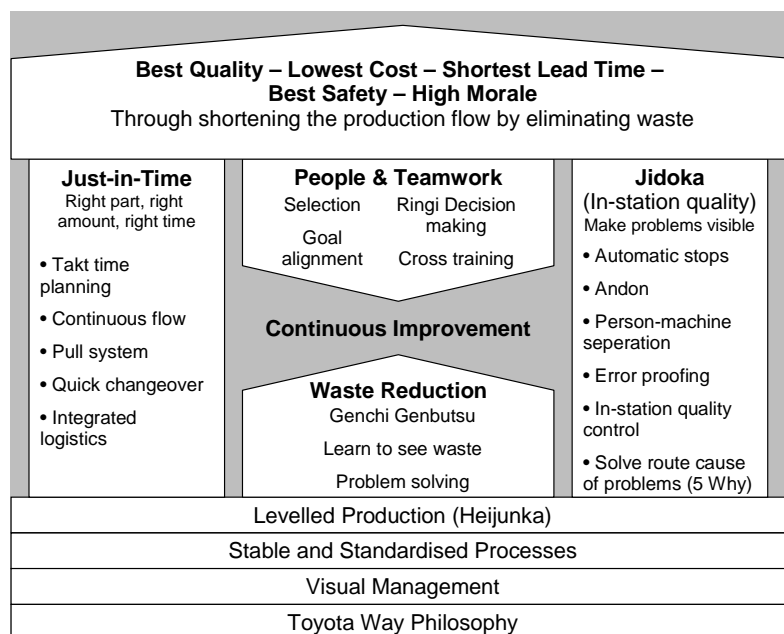 Best Quality – Lowest Cost – Shortest Lead Time –
Best Safety – High Morale
Through shortening the production flow by eliminating waste
Just-in-Time
Right part, right
amount, right time
• Takt time
planning
• Continuous flow
• Pull system
• Quick changeover
• Integrated
logistics
People & Teamwork
Selection
Goal
alignment
Ringi Decision
making
Cross training
Continuous Improvement
Waste Reduction
Genchi Genbutsu
Learn to see waste
Problem solving
Jidoka
(In-station quality)
Make problems visible
• Automatic stops
• Andon
• Person-machine
seperation
• Error proofing
• In-station quality
control
• Solve route cause
of problems (5 Why)
Levelled Production (Heijunka)
Stable and Standardised Processes
Visual Management
Toyota Way Philosophy